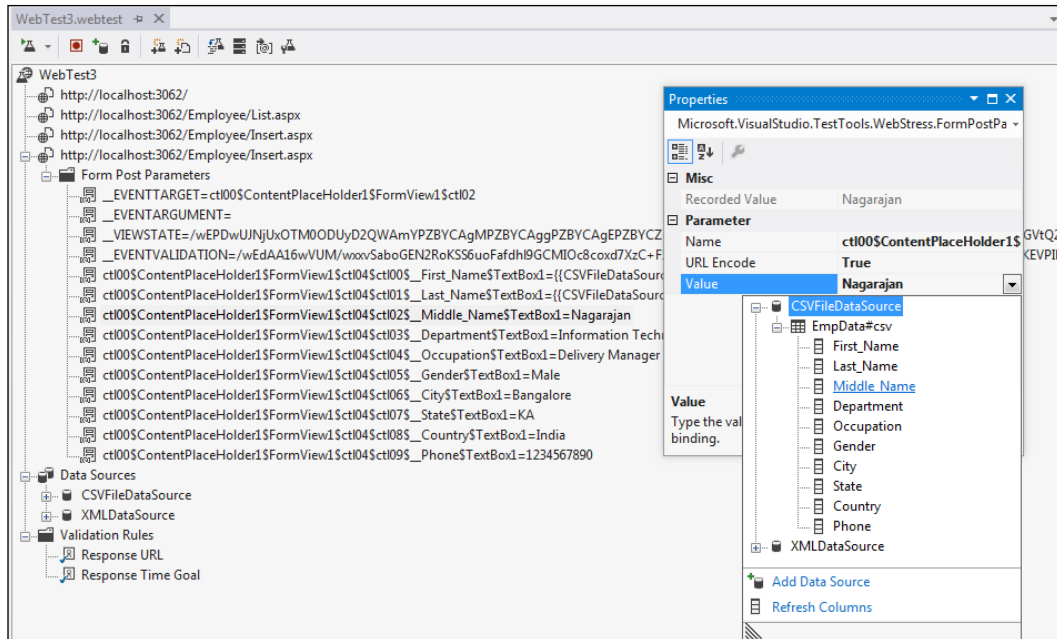 WebTest3.webtest
WebTest3
http://localhost:3062/
http://localhost:3062/Employee/List.aspx
http://localhost:3062/Employee/Insert.aspx
http://localhost:3062/Employee/Insert.aspx
Form Post Parameters
__EVENTTARGET=ctl00$ContentPlaceHolder1$FormView1$ctl02
__EVENTARGUMENT=
ctl00$ContentPlaceHolder1$FormView1$ctl04$ctl00$__First_Name$TextBox1={{CSVFileDataSourc
ctl00$ContentPlaceHolder1$FormView1$ctl04$ctl01$__Last_Name$TextBox1={{CSVFileDataSourc
ctl00$ContentPlaceHolder1$FormView1$ctl04$ctl02$__Middle_Name$TextBox1=Nagarajan
ctl00$ContentPlaceHolder1$FormView1$ctl04$ctl03$__Department$TextBox1=Information Techn
ctl00$ContentPlaceHolder1$FormView1$ctl04$ctl04$__Occupation$TextBox1=Delivery Manager
ctl00$ContentPlaceHolder1$FormView1$ctl04$ctl05$__Gender$TextBox1=Male
ctl00$ContentPlaceHolder1$FormView1$ctl04$ctl06$__City$TextBox1=Bangalore
ctl00$ContentPlaceHolder1$FormView1$ctl04$ctl07$__State$TextBox1=KA
ctl00$ContentPlaceHolder1$FormView1$ctl04$ctl08$__Country$TextBox1=India
ctl00$ContentPlaceHolder1$FormView1$ctl04$ctl09$__Phone$TextBox1=1234567890
Data Sources
CSVFileDataSource
XMLDataSource
Validation Rules
Response URL
Response Time Goal
Properties
Microsoft.VisualStudio.TestTools.WebStress.FormPostPa
Misc
Recorded Value Nagarajan
Parameter
Name ctl00$ContentPlaceHolder1$
URL Encode True
Value Nagarajan
CSVFileDataSource
EmpData#csv
First_Name
Last_Name
Middle_Name
Department
Occupation
Gender
City
State
Country
Phone
XMLDataSource
Add Data Source
Refresh Columns
Value
Type the val
binding.